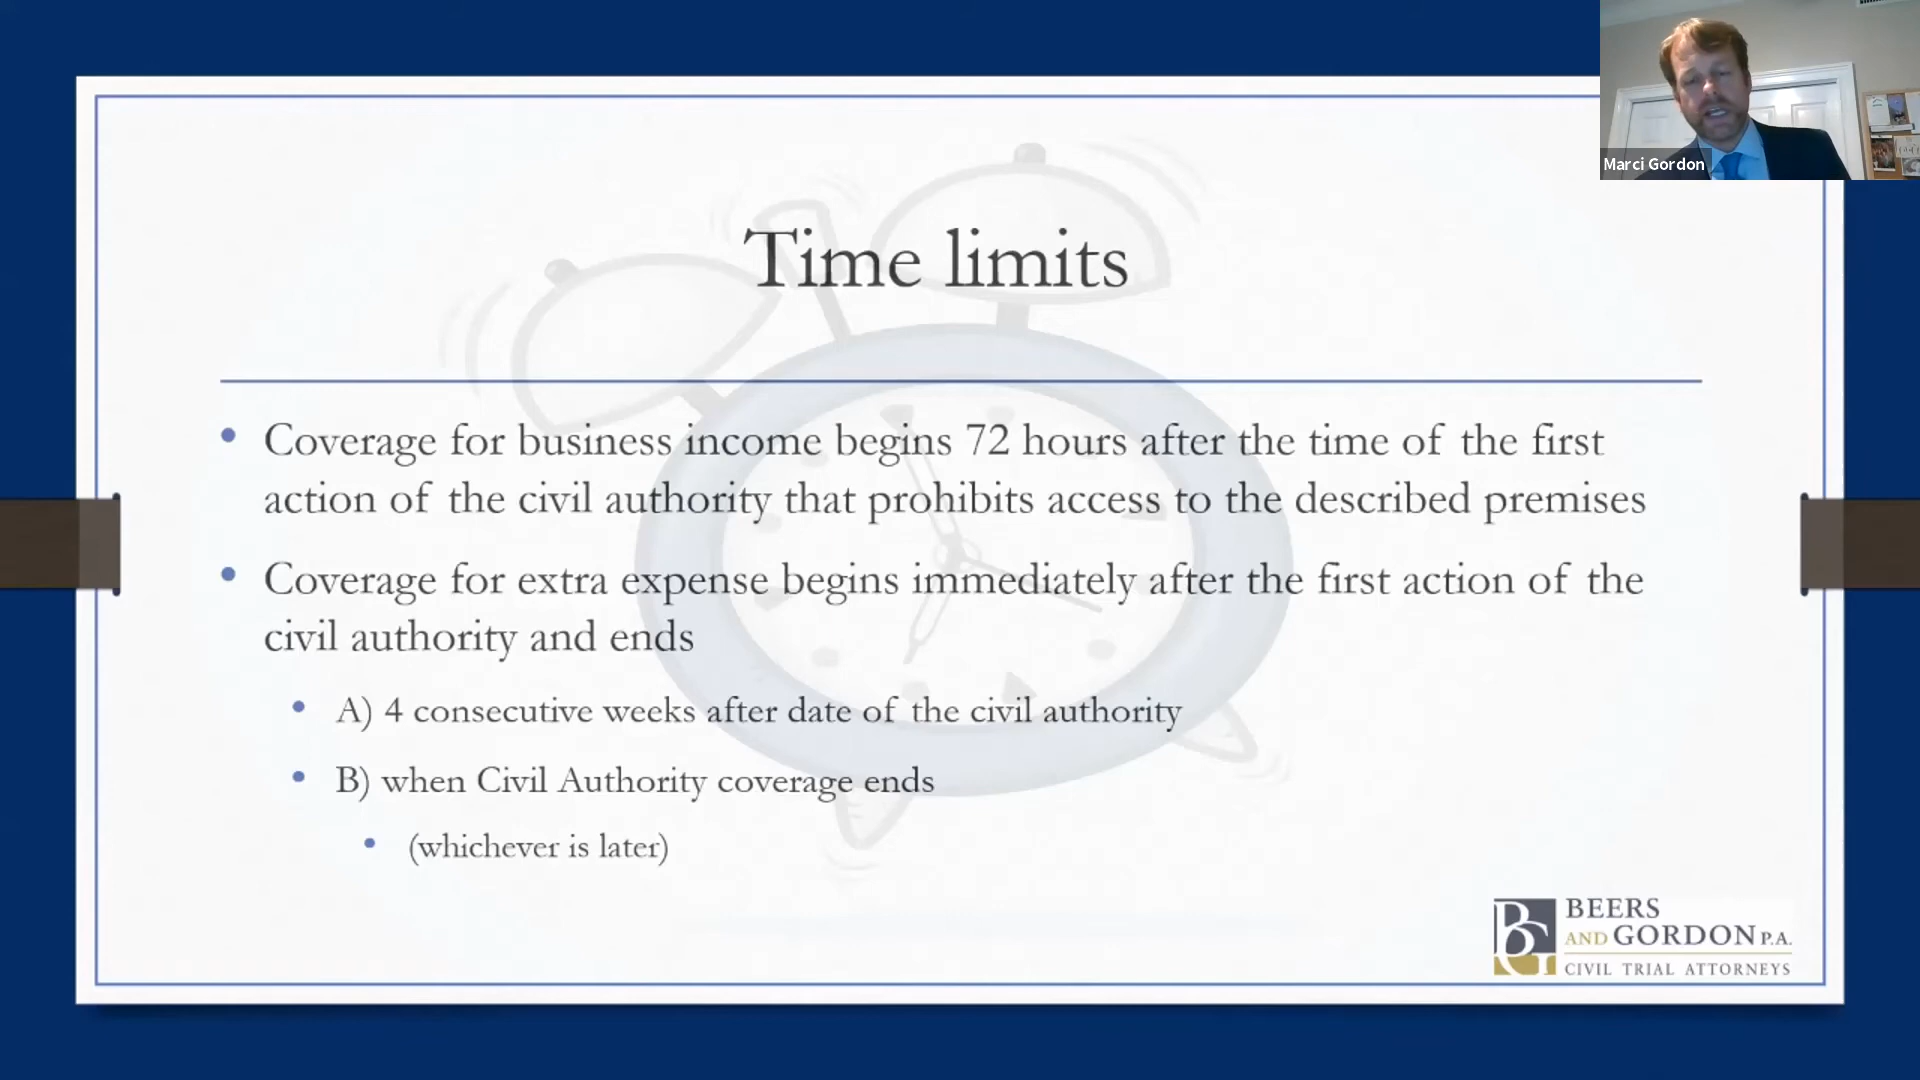 Marci Gordon
Time limits
Coverage for business income begins 72 hours after the time of the first
action of the civil authority that prohibits access to the described premises
Coverage for extra expense begins immediately after the first action of the
civil authority and ends
A) 4 consecutive weeks after date of the civil authority
B) when Civil Authority coverage ends
(whichever is later)
BG
BEERS
AND GORDON P.A.
CIVIL TRIAL ATTORNEYS